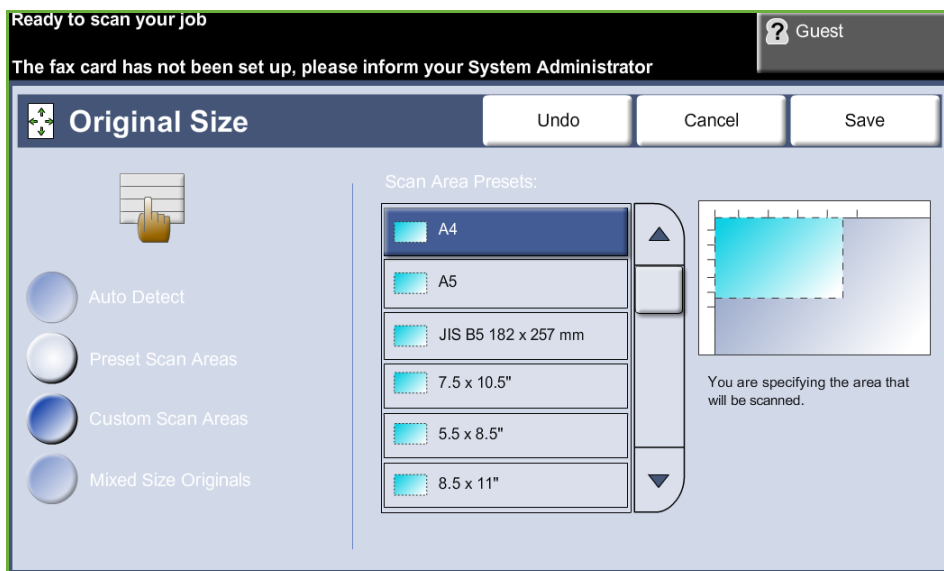 Ready to scan your job
Guest
The fax card has not been set up, please inform your System Administrator
Original Size
Undo
Cancel
Save
Scan Area Presets:
Auto Detect
Preset Scan Areas
Custom Scan Areas
Mixed Size Originals
A4
A5
JIS B5 182 x 257 mm
7.5 x 10.5"
5.5 x 8.5"
8.5 x 11"
You are specifying the area that
will be scanned.